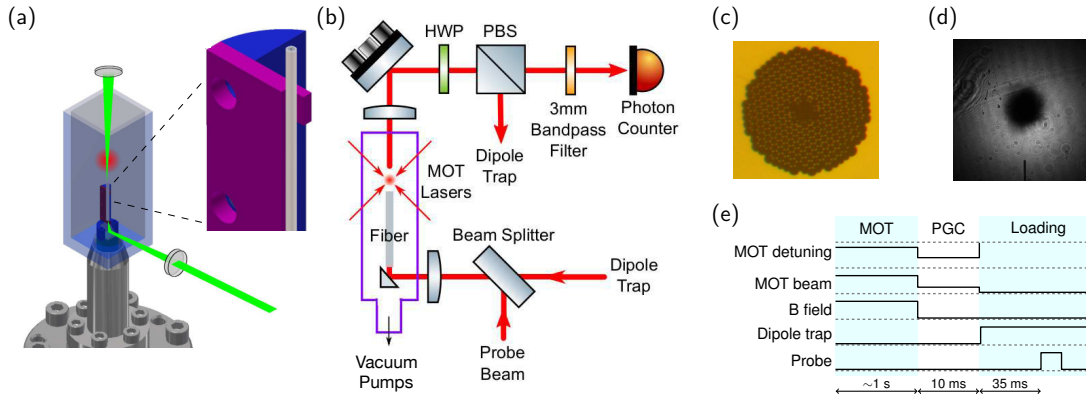 (a)
(b)
HWP
PBS
3mm
Bandpass
Filter
Photon
Counter
Dipole
Trap
MOT
Lasers
Fiber
Beam Splitter
Dipole
Trap
Vacuum
Pumps
Probe
Beam
(c)
(d)
(e)
MOT
PGC
Loading
MOT detuning
MOT beam
B field
Dipole trap
Probe
~1 s
10 ms
35 ms